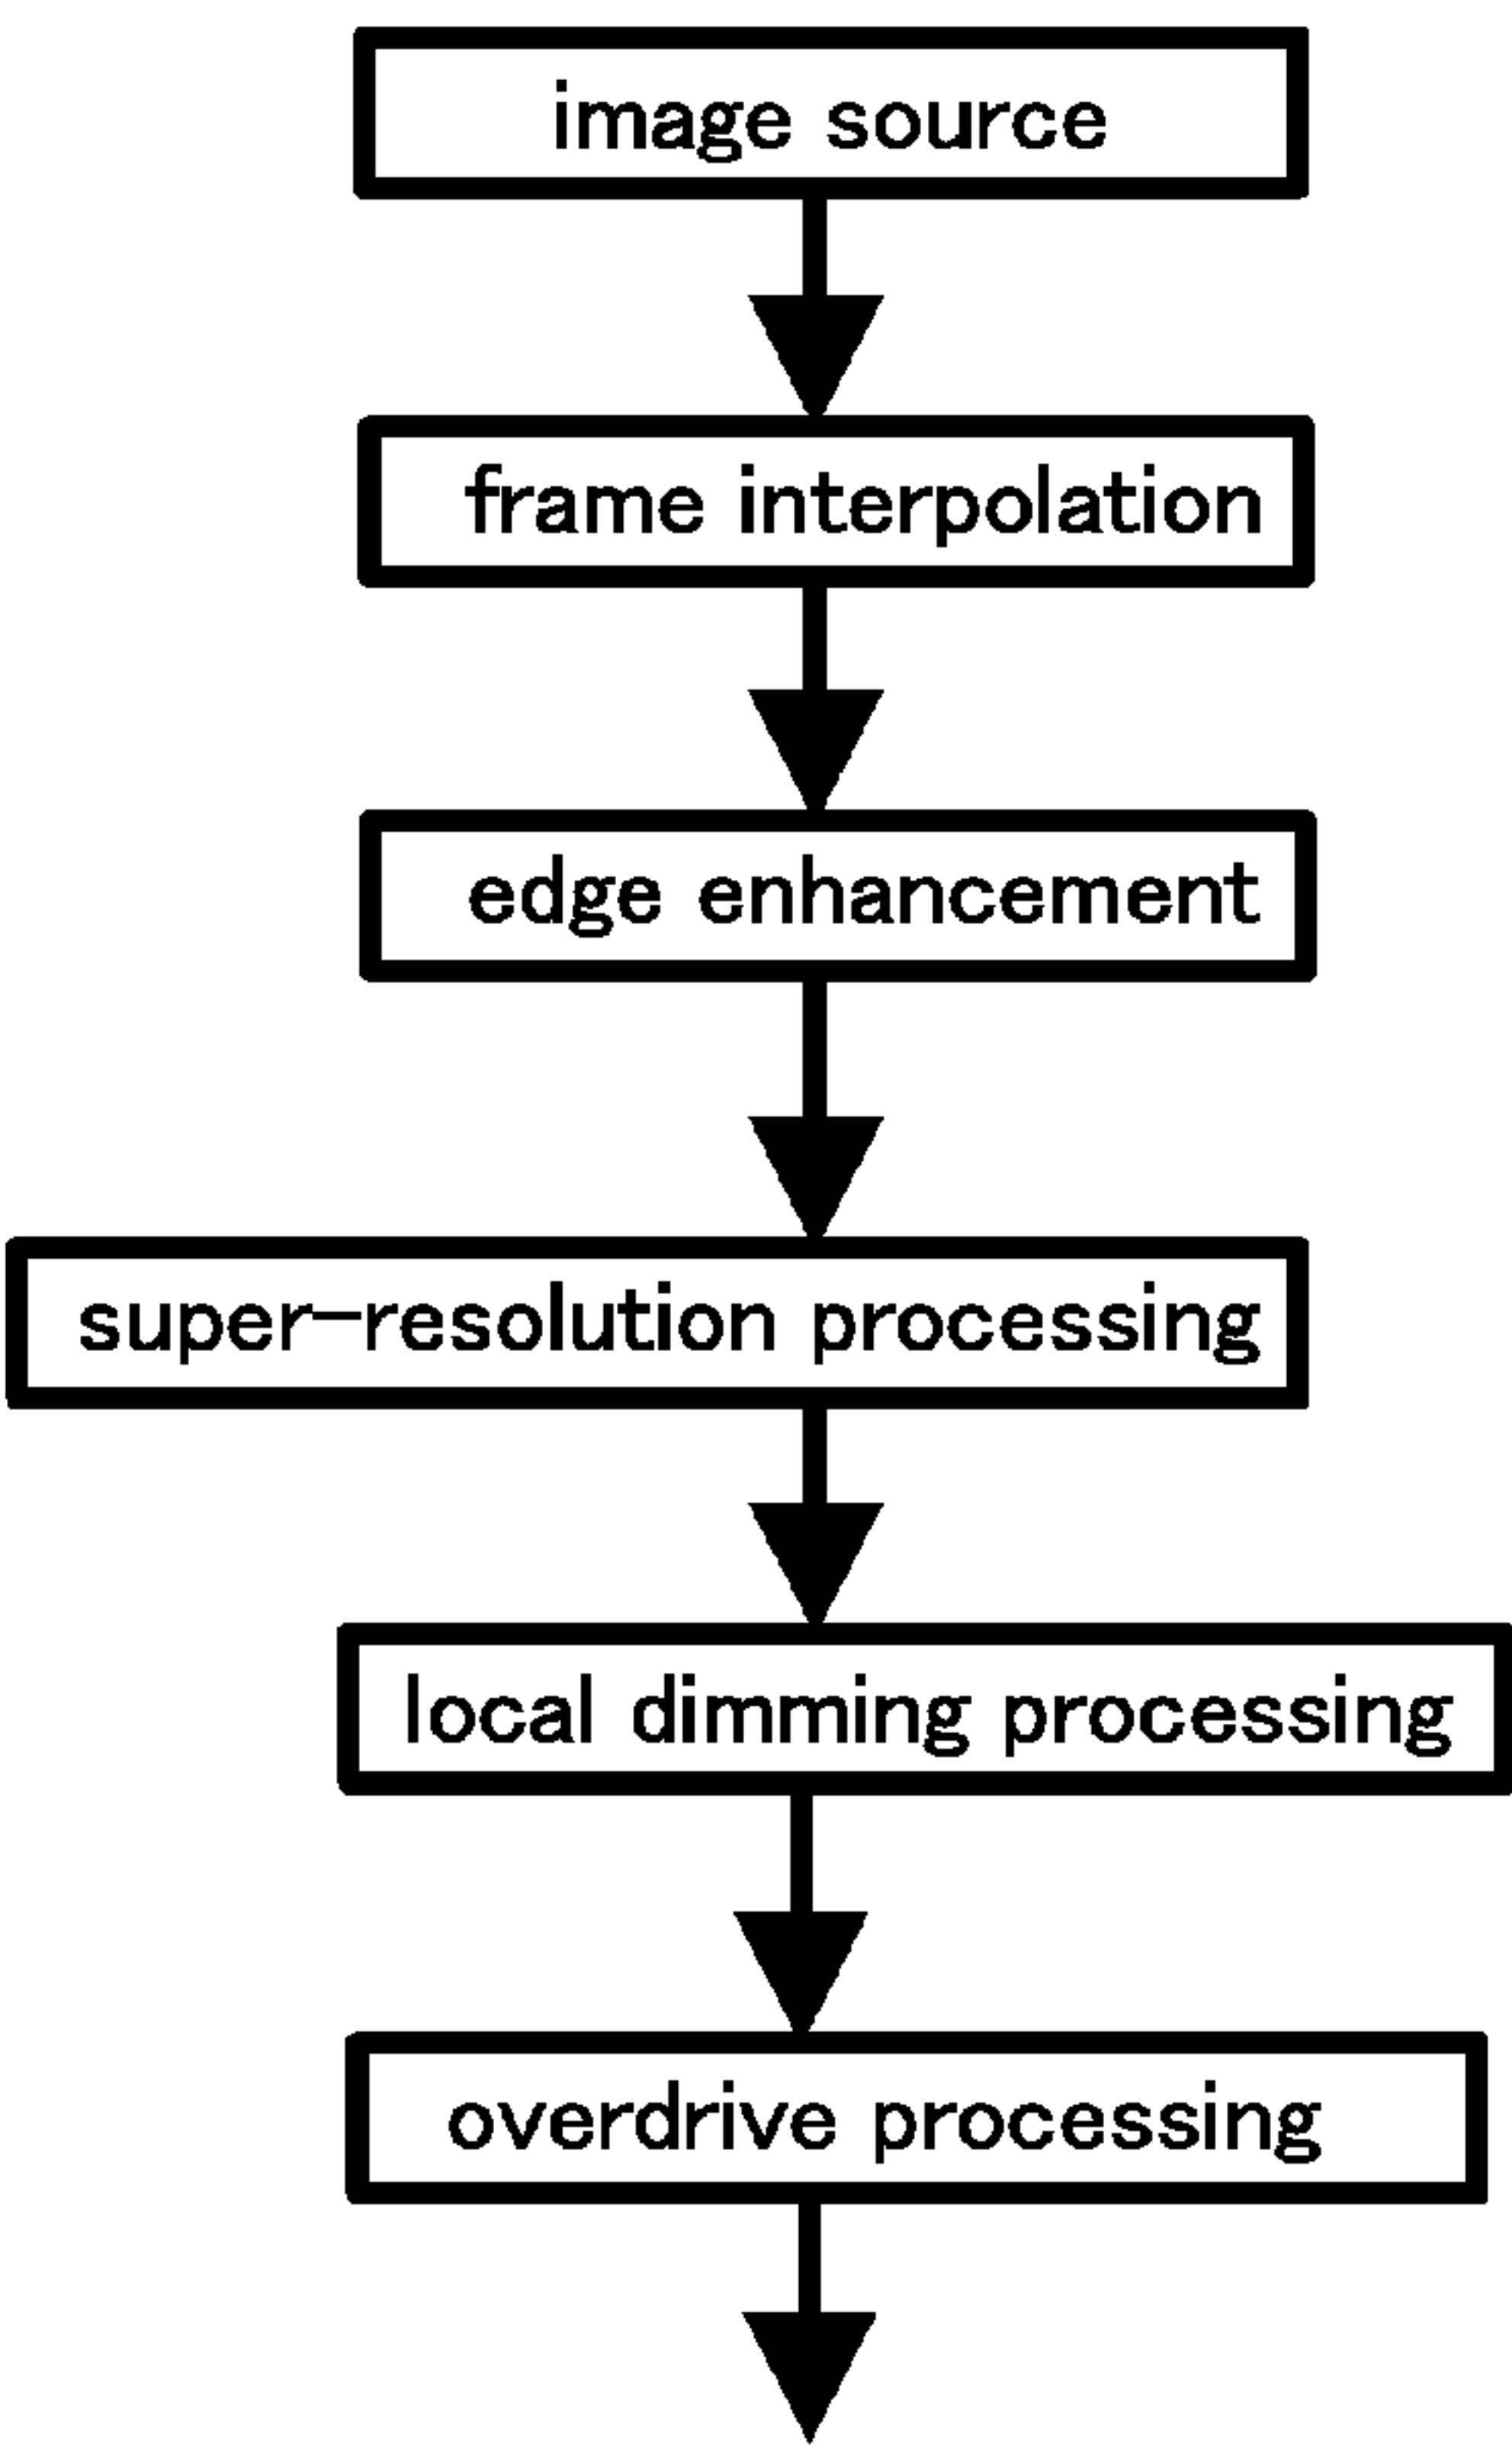 image source
frame interpolation
edge enhancement
super-resolution processing
local dimming processing
overdrive processing